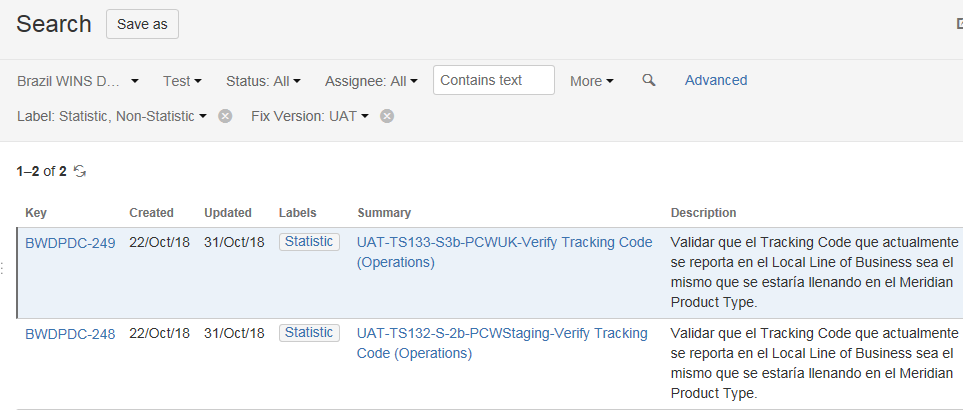 Search Save as
Brazil WINS D... Test Status: All Assignee: All Contains text More Advanced
Label: Statistic, Non-Statistic Fix Version: UAT
1–2 of 2
Key Created Updated Labels Summary Description
BWDPDC-249 22/Oct/18 31/Oct/18 Statistic UAT-TS133-S3b-PCWUK-Verify Tracking Code Validar que el Tracking Code que actualmente
(Operations) se reporta en el Local Line of Business sea el
mismo que se estaría llenando en el Meridian
Product Type.
BWDPDC-248 22/Oct/18 31/Oct/18 Statistic UAT-TS132-S-2b-PCWStaging-Verify Tracking Validar que el Tracking Code que actualmente
Code (Operations) se reporta en el Local Line of Business sea el
mismo que se estaría llenando en el Meridian
Product Type.